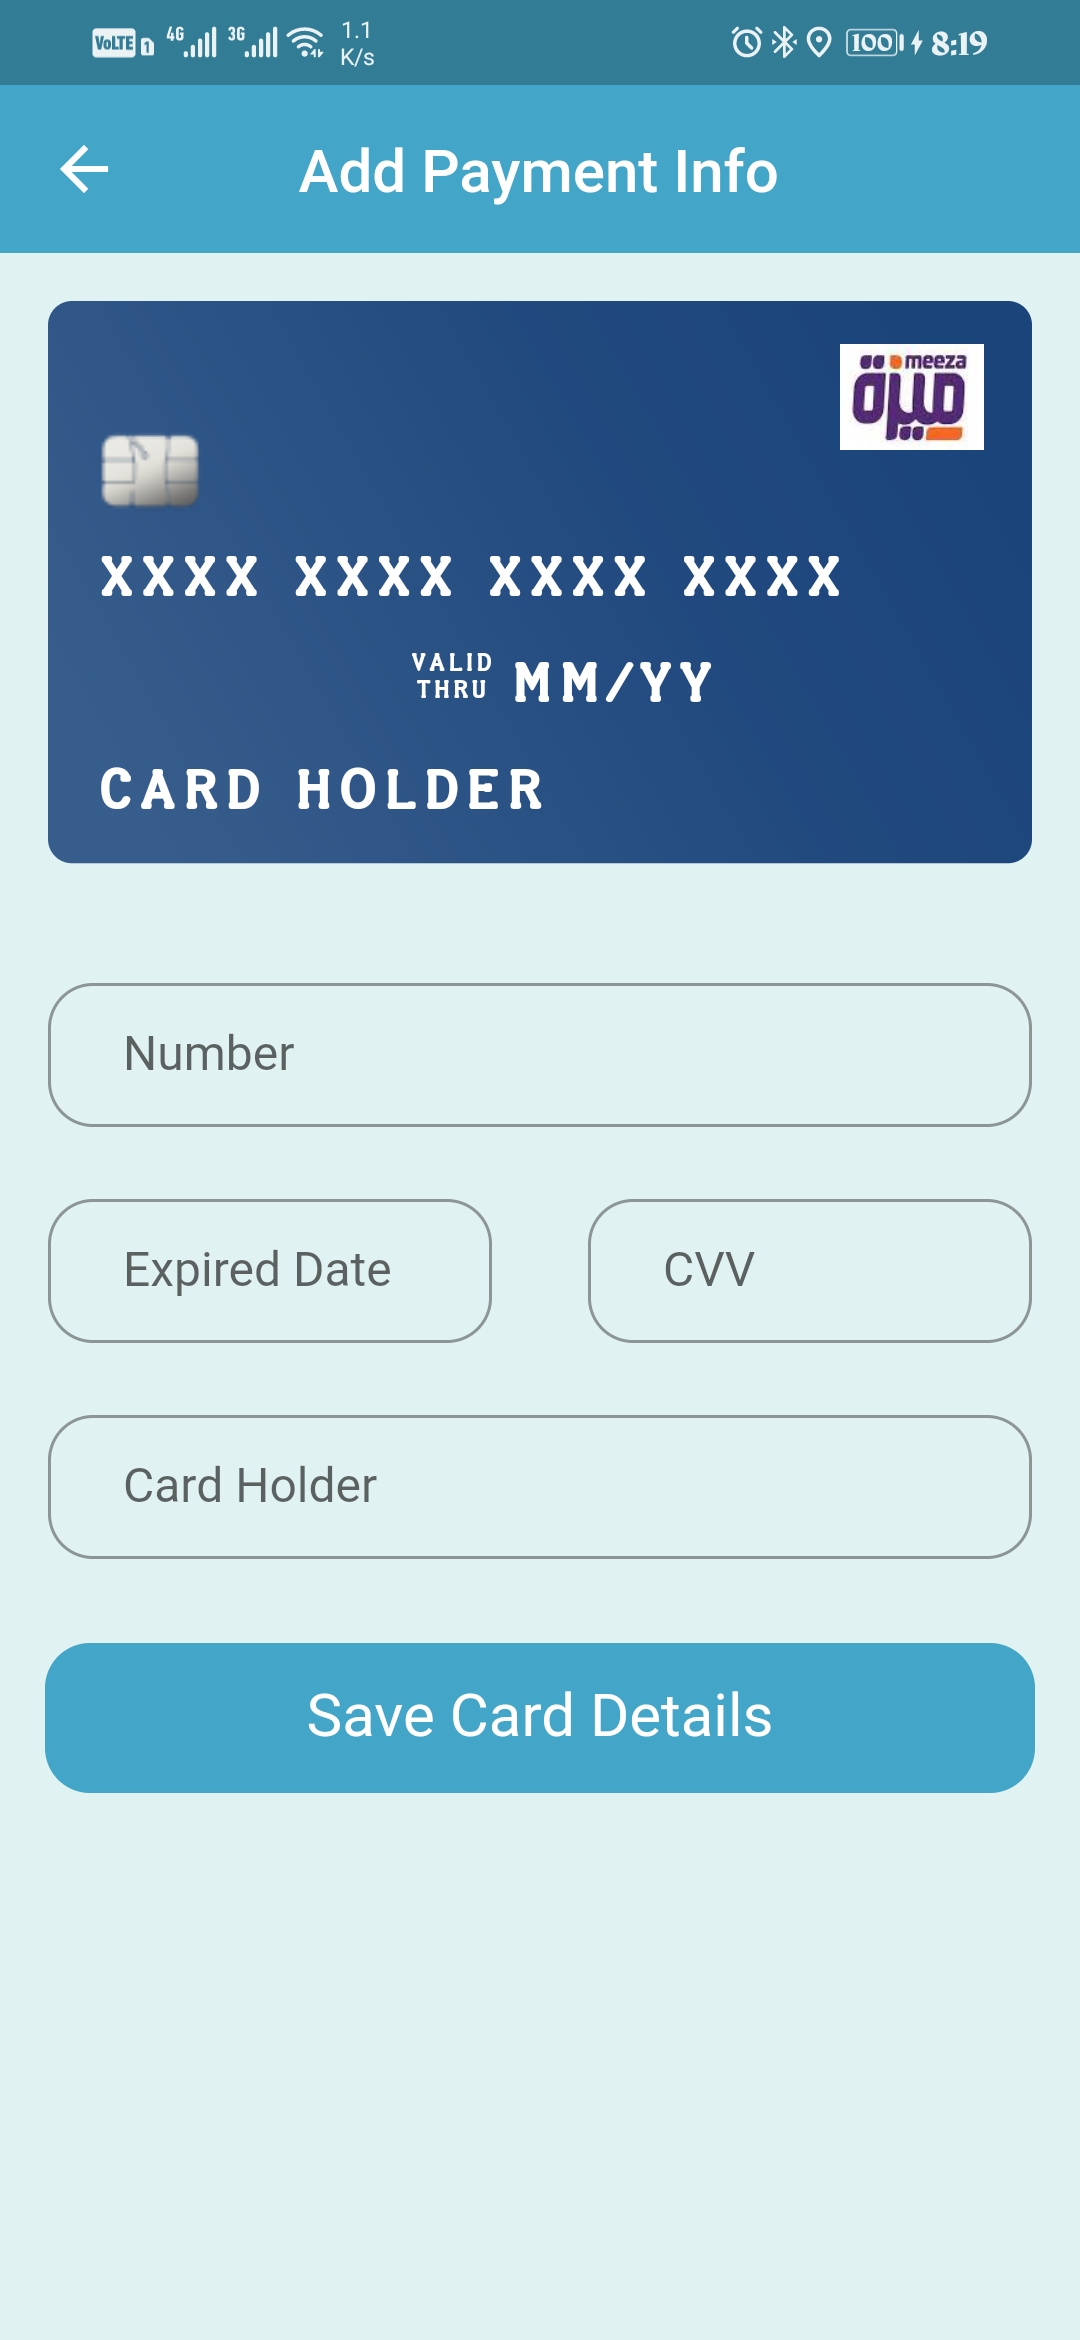 VoLTE 1 4G 3G 1.1 K/s 100 8:19
Add Payment Info
meeza
ميزة
XXXX XXXX XXXX XXXX
VALID THRU MM/YY
CARD HOLDER
Number
Expired Date CVV
Card Holder
Save Card Details